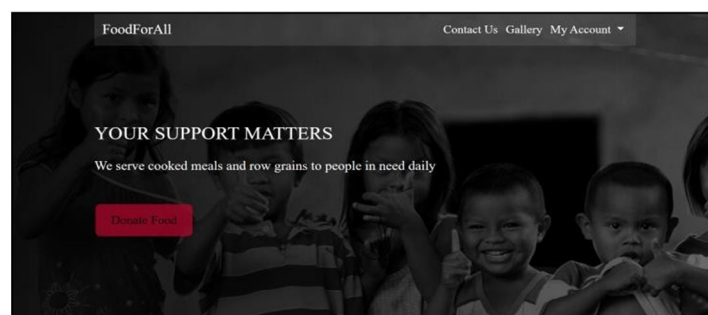 FoodForAll
Contact Us Gallery My Account
YOUR SUPPORT MATTERS
We serve cooked meals and row grains to people in need daily
Donate Food